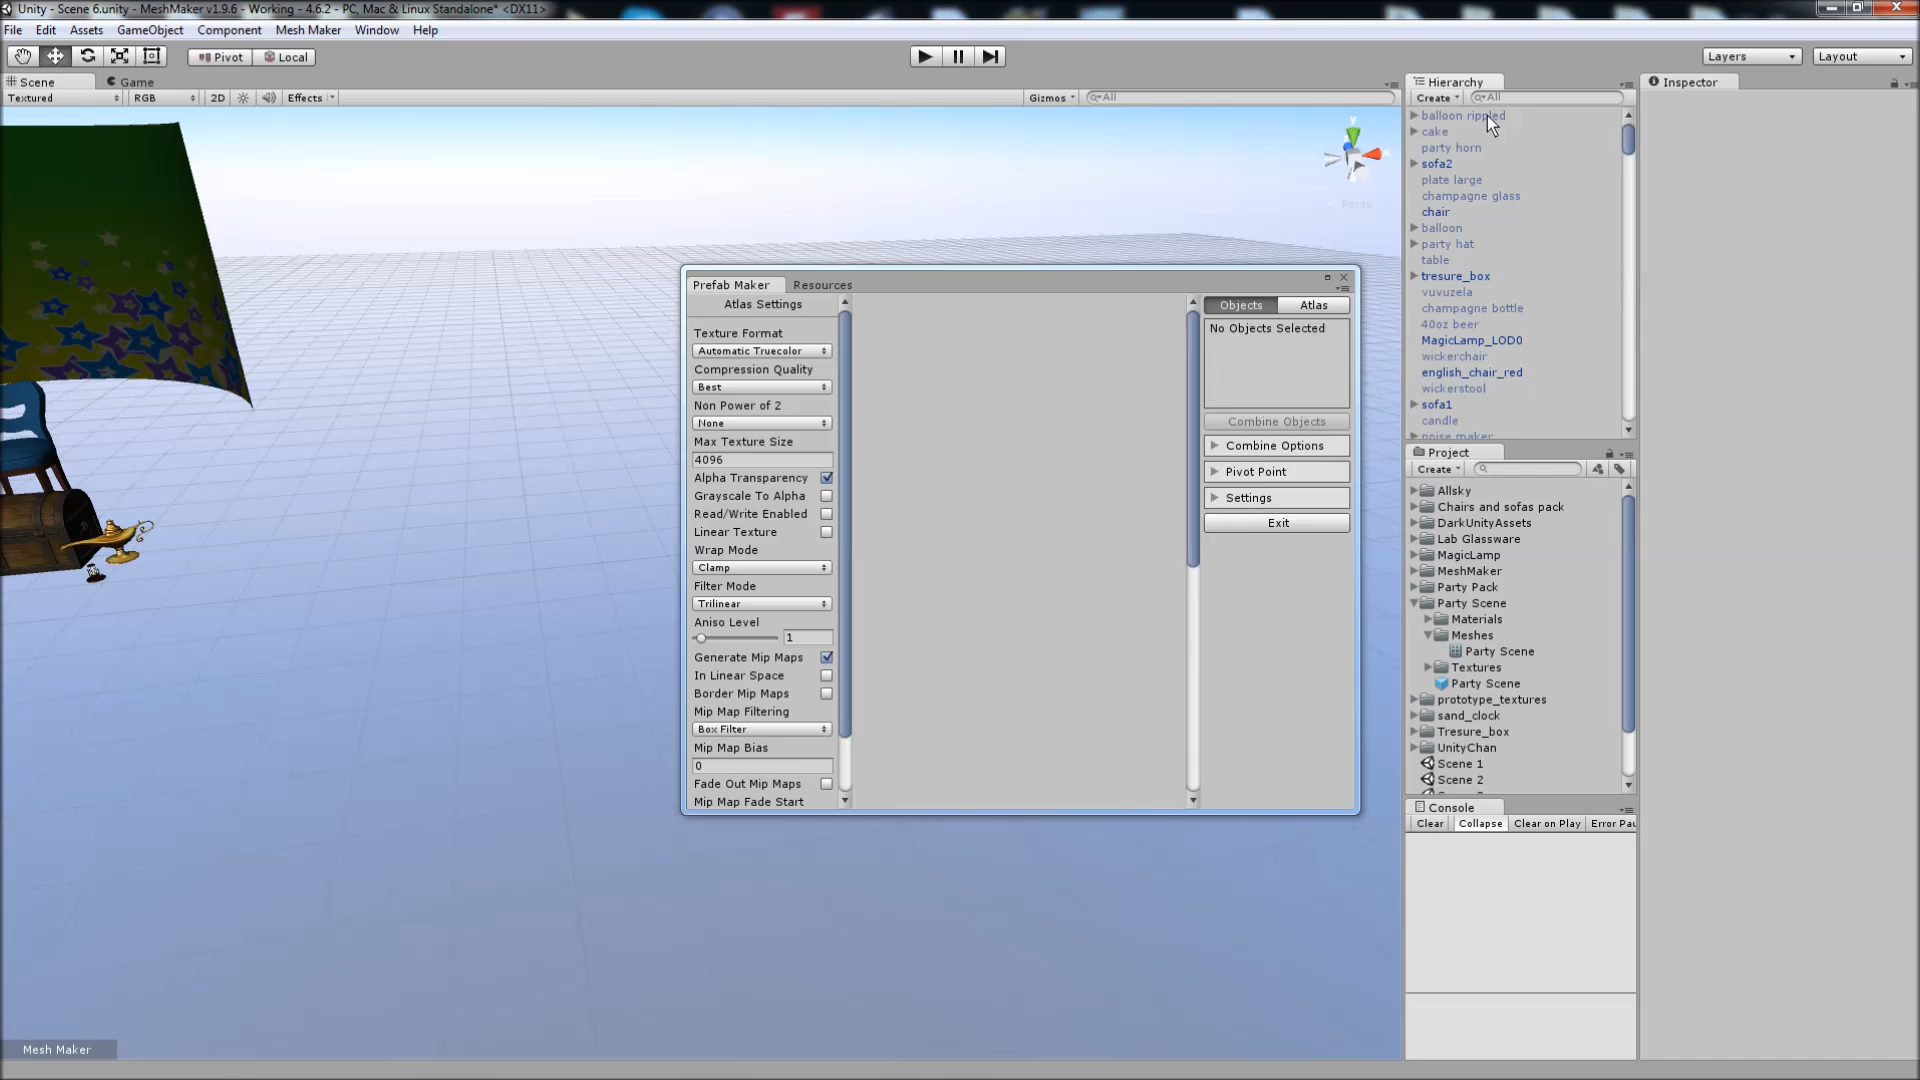 Unity - Scene 6.unity - MeshMaker v1.9.6 - Working - 4.6.2 - PC, Mac & Linux Standalone* <DX11>
File Edit Assets GameObject Component Mesh Maker Window Help
Pivot Local Layers Layout
Scene Game
Textured RGB 2D Effects Gizmos All
y
x
Persp
Hierarchy
Create All
balloon rippled
cake
party horn
sofa2
plate large
champagne glass
chair
balloon
party hat
table
tresure_box
vuvuzela
champagne bottle
40oz beer
MagicLamp_LOD0
wickerchair
english_chair_red
wickerstool
sofa1
candle
noise maker
Inspector
Prefab Maker Resources
Atlas Settings
Texture Format
Automatic Truecolor
Compression Quality
Best
Non Power of 2
None
Max Texture Size
4096
Alpha Transparency
Grayscale To Alpha
Read/Write Enabled
Linear Texture
Wrap Mode
Clamp
Filter Mode
Trilinear
Aniso Level
1
Generate Mip Maps
In Linear Space
Border Mip Maps
Mip Map Filtering
Box Filter
Mip Map Bias
0
Fade Out Mip Maps
Mip Map Fade Start
Objects Atlas
No Objects Selected
Combine Objects
Combine Options
Pivot Point
Settings
Exit
Project
Create
Allsky
Chairs and sofas pack
DarkUnityAssets
Lab Glassware
MagicLamp
MeshMaker
Party Pack
Party Scene
Materials
Meshes
Party Scene
Textures
Party Scene
prototype_textures
sand_clock
Tresure_box
UnityChan
Scene 1
Scene 2
Console
Clear Collapse Clear on Play Error Pau
Mesh Maker